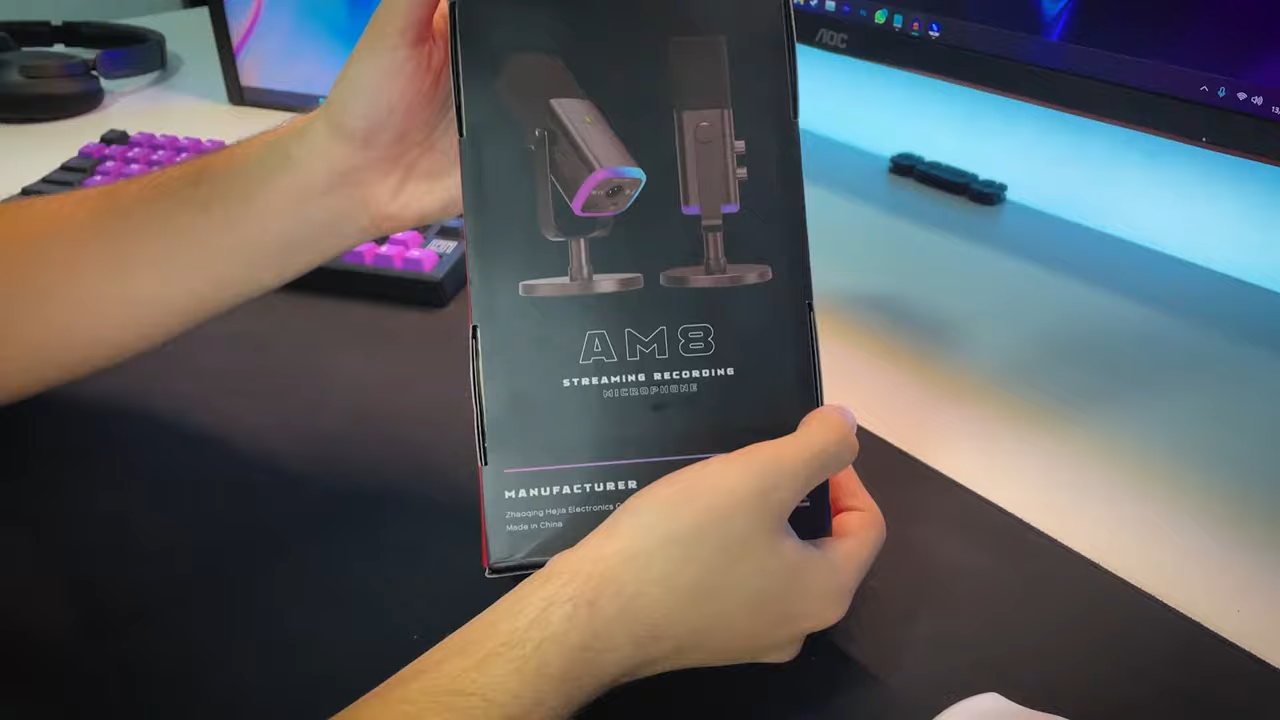 AOC
AM8
STREAMING RECORDING
MICROPHONE
MANUFACTURER
Zhaoqing Hejia Electronics
Made in China